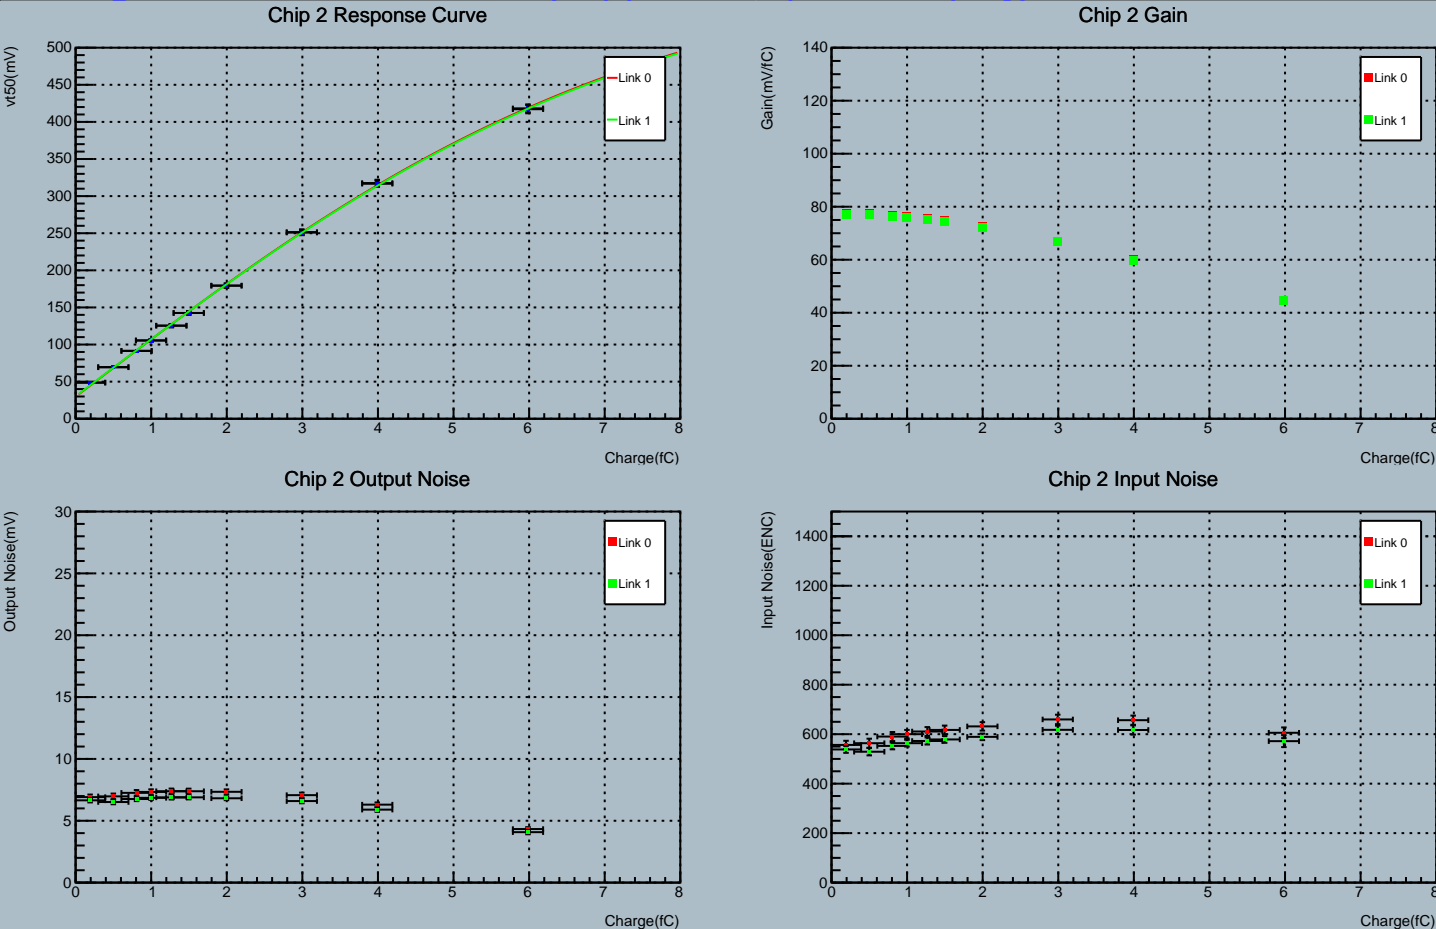 Chip 2 Response Curve
vt50(mV)
500
450
400
350
300
250
200
150
100
50
0
0 1 2 3 4 5 6 7 8
Charge(fC)
Link 0
Link 1
Chip 2 Gain
Gain(mV/fC)
140
120
100
80
60
40
20
0
0 1 2 3 4 5 6 7 8
Charge(fC)
Link 0
Link 1
Chip 2 Output Noise
Output Noise(mV)
30
25
20
15
10
5
0
0 1 2 3 4 5 6 7 8
Charge(fC)
Link 0
Link 1
Chip 2 Input Noise
Input Noise(ENC)
1400
1200
1000
800
600
400
200
0
0 1 2 3 4 5 6 7 8
Charge(fC)
Link 0
Link 1